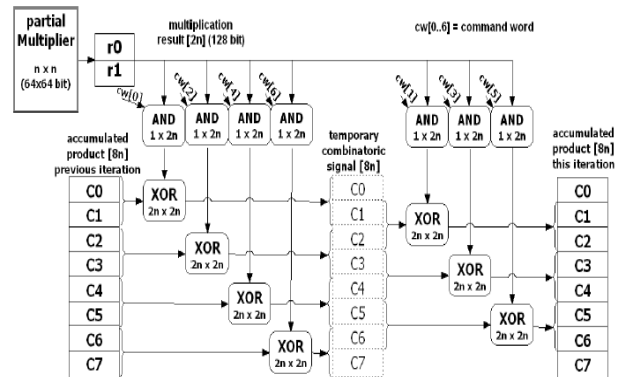 partial
Multiplier
n x n
(64x64 bit)
r0
r1
multiplication
result [2n] (128 bit)
cw[0..6] = command word
cw[0]
cw[2]
cw[4]
cw[6]
cw[1]
cw[3]
cw[5]
AND
1 x 2n
AND
1 x 2n
AND
1 x 2n
AND
1 x 2n
AND
1 x 2n
AND
1 x 2n
AND
1 x 2n
accumulated
product [8n]
previous iteration
temporary
combinatoric
signal [8n]
accumulated
product [8n]
this iteration
C0
C1
C2
C3
C4
C5
C6
C7
XOR
2n x 2n
XOR
2n x 2n
XOR
2n x 2n
XOR
2n x 2n
C0
C1
C2
C3
C4
C5
C6
C7
XOR
2n x 2n
XOR
2n x 2n
XOR
2n x 2n
C0
C1
C2
C3
C4
C5
C6
C7